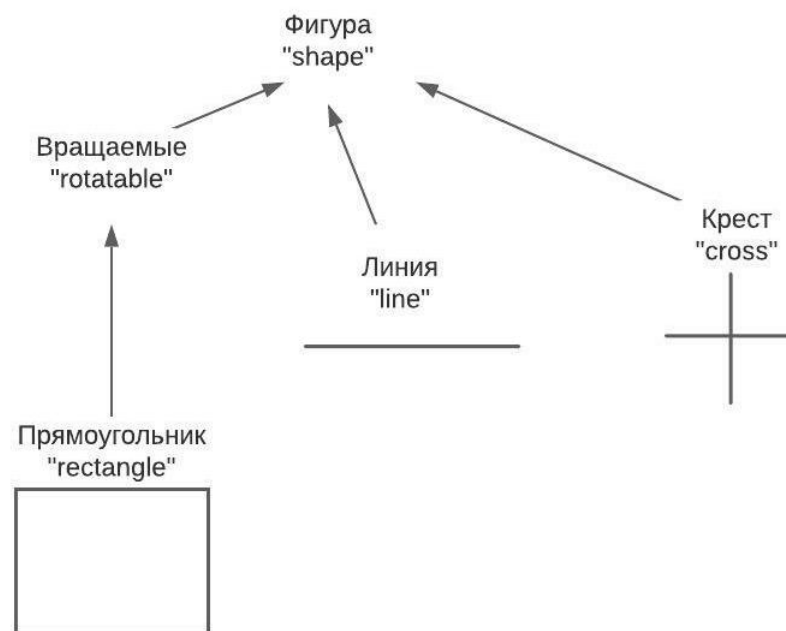 Фигура
"shape"
Вращаемые
"rotatable"
Линия
"line"
Крест
"cross"
Прямоугольник
"rectangle"